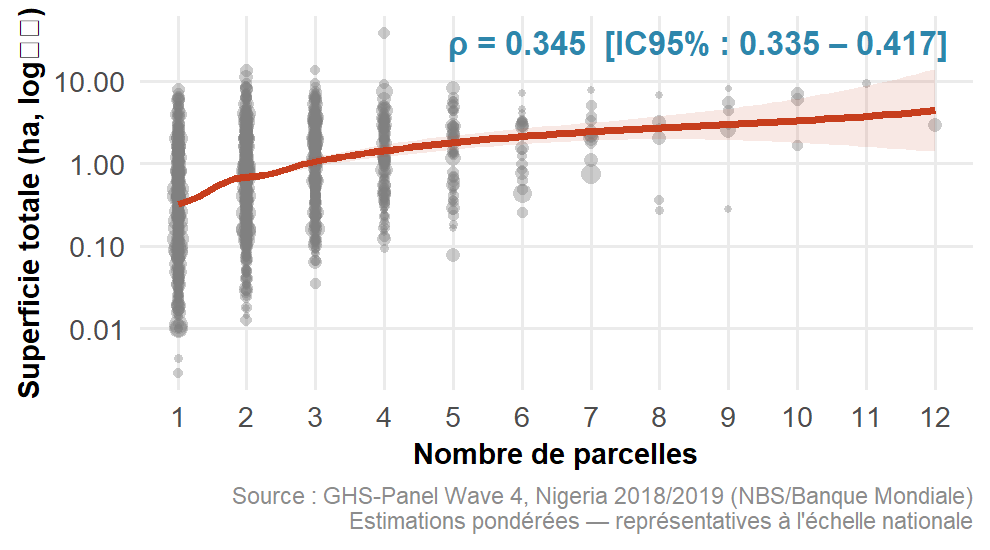 ρ = 0.345 [IC95% : 0.335 – 0.417]
Superficie totale (ha, log□□)
10.00
1.00
0.10
0.01
1 2 3 4 5 6 7 8 9 10 11 12
Nombre de parcelles
Source : GHS-Panel Wave 4, Nigeria 2018/2019 (NBS/Banque Mondiale)
Estimations pondérées — représentatives à l'échelle nationale